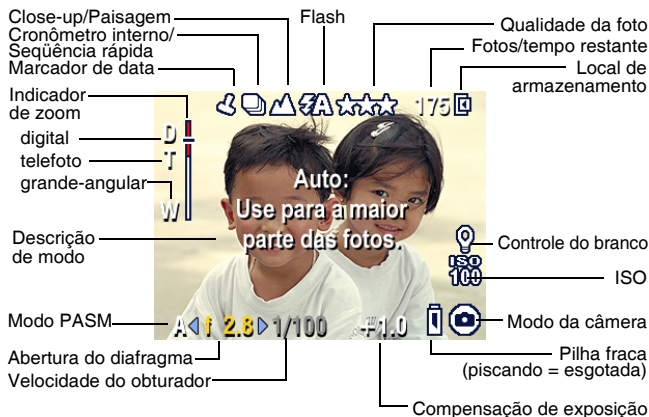 Close-up/Paisagem
Cronômetro interno/
Seqüência rápida
Marcador de data
Flash
Qualidade da foto
Fotos/tempo restante
Local de
armazenamento
Indicador
de zoom
digital
telefoto
grande-angular
Descrição
de modo
Modo PASM
Abertura do diafragma
Velocidade do obturador
A 175
D
T
W
Auto:
Use para a maior
parte das fotos.
ISO
100
A f 2.8 1/100 +1.0
Controle do branco
ISO
Modo da câmera
Pilha fraca
(piscando = esgotada)
Compensação de exposição